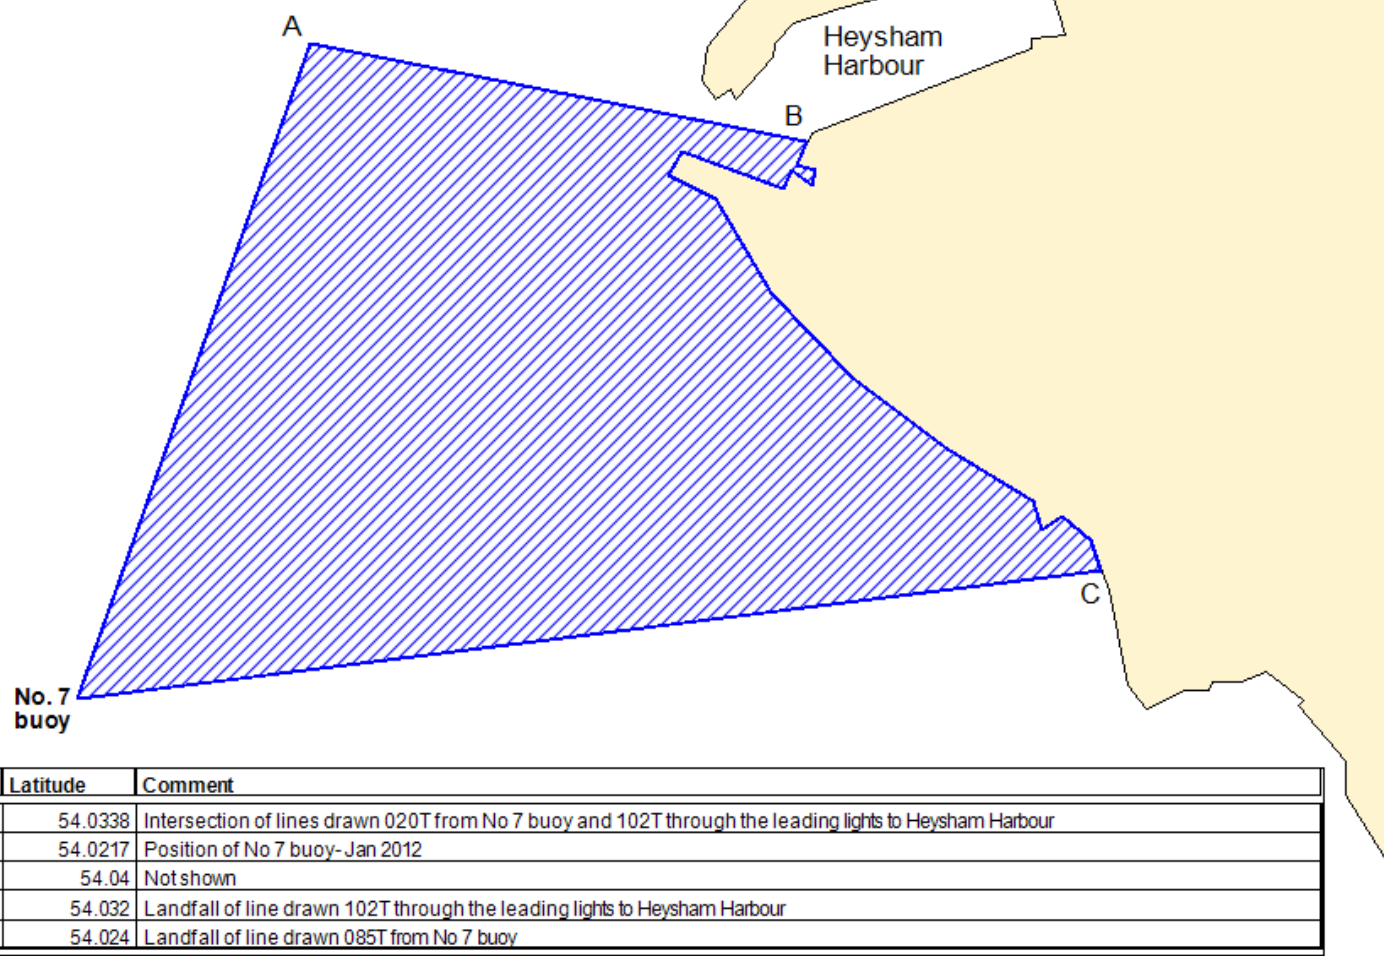 A
Heysham
Harbour
B
C
No. 7
buoy
Latitude Comment
54.0338 Intersection of lines drawn 020T from No 7 buoy and 102T through the leading lights to Heysham Harbour
54.0217 Position of No 7 buoy- Jan 2012
54.04 Not shown
54.032 Landfall of line drawn 102T through the leading lights to Heysham Harbour
54.024 Landfall of line drawn 085T from No 7 buoy